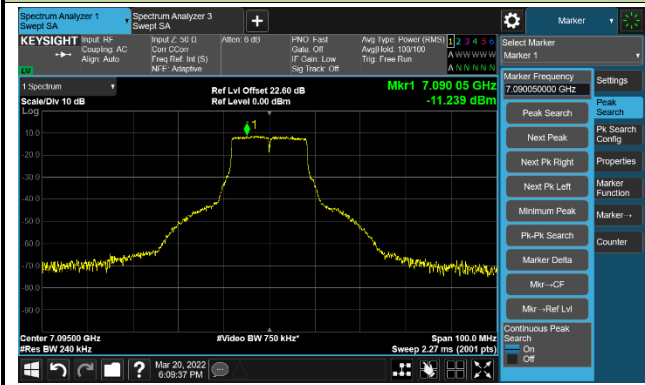 Spectrum Analyzer 1
Swept SA
Spectrum Analyzer 3
Swept SA
+
Marker
KEYSIGHT
Input: RF
Coupling: AC
Align: Auto
Input Z: 50 Ω
Corr CCorr
Freq Ref: Int (S)
NFE: Adaptive
Atten: 6 dB
PNO: Fast
Gate: Off
IF Gain: Low
Sig Track: Off
Avg Type: Power (RMS)
Avg|Hold: 100/100
Trig: Free Run
1 2 3 4 5 6
A W W W W W
A N N N N N
Select Marker
Marker 1
LXI
1 Spectrum
Scale/Div 10 dB
Log
Ref Lvl Offset 22.60 dB
Ref Level 0.00 dBm
Mkr1 7.090 05 GHz
-11.239 dBm
1
-10.0
-20.0
-30.0
-40.0
-50.0
-60.0
-70.0
-80.0
-90.0
Center 7.09500 GHz
#Res BW 240 kHz
#Video BW 750 kHz*
Span 100.0 MHz
Sweep 2.27 ms (2001 pts)
Marker Frequency
7.090050000 GHz
Peak Search
Next Peak
Next Pk Right
Next Pk Left
Minimum Peak
Pk-Pk Search
Marker Delta
Mkr→CF
Mkr→Ref Lvl
Continuous Peak
Search
On
Off
Settings
Peak
Search
Pk Search
Config
Properties
Marker
Function
Marker→
Counter
?
Mar 20, 2022
6:09:37 PM